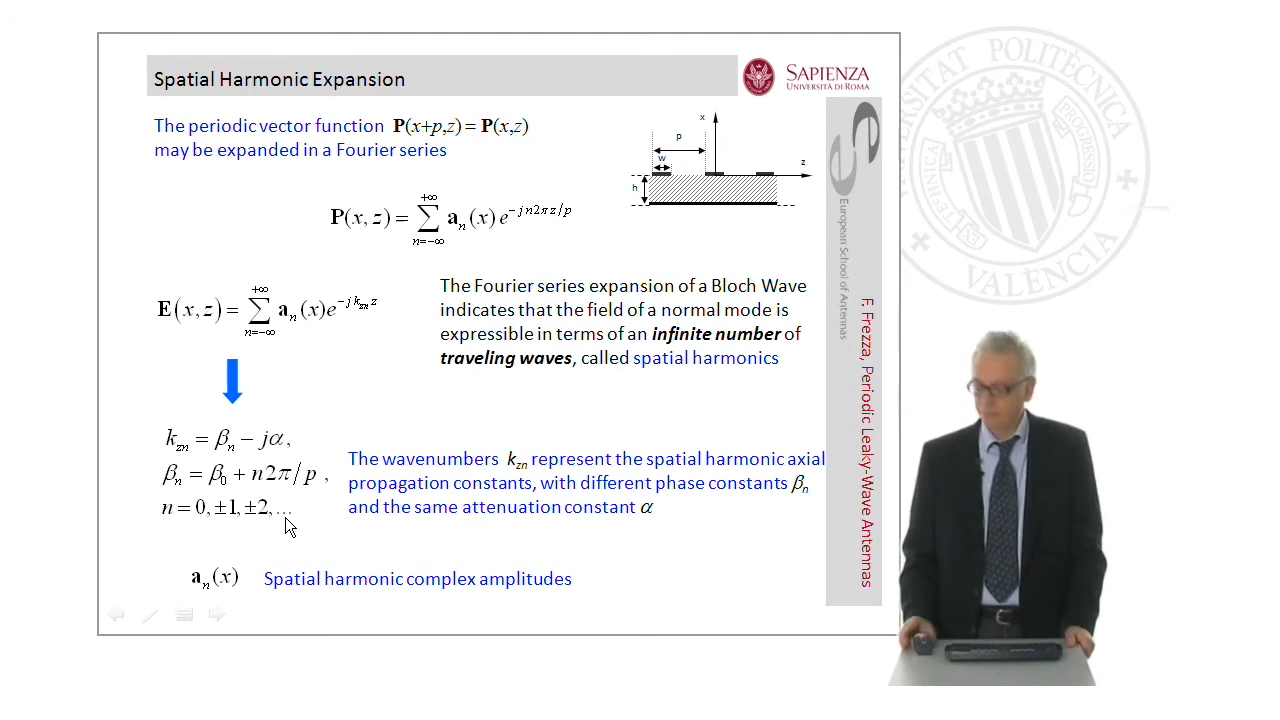 Spatial Harmonic Expansion
SAPIENZA
UNIVERSITÀ DI ROMA
The periodic vector function P(x+p,z) = P(x,z)
may be expanded in a Fourier series
x
p
w
z
h
P(x, z) = ∑_{n=−∞}^{+∞} a_n(x) e^{−jn2πz/p}
E(x, z) = ∑_{n=−∞}^{+∞} a_n(x) e^{−jk_{zn}z}
The Fourier series expansion of a Bloch Wave
indicates that the field of a normal mode is
expressible in terms of an infinite number of
traveling waves, called spatial harmonics
k_{zn} = β_n − jα,
β_n = β_0 + n2π/p ,
n = 0, ±1, ±2, ...
The wavenumbers k_{zn} represent the spatial harmonic axial
propagation constants, with different phase constants β_n
and the same attenuation constant α
a_n(x)
Spatial harmonic complex amplitudes
European School of Antennas
F. Frezza, Periodic Leaky-Wave Antennas
UNIVERSITAT POLITÈCNICA
DE VALÈNCIA